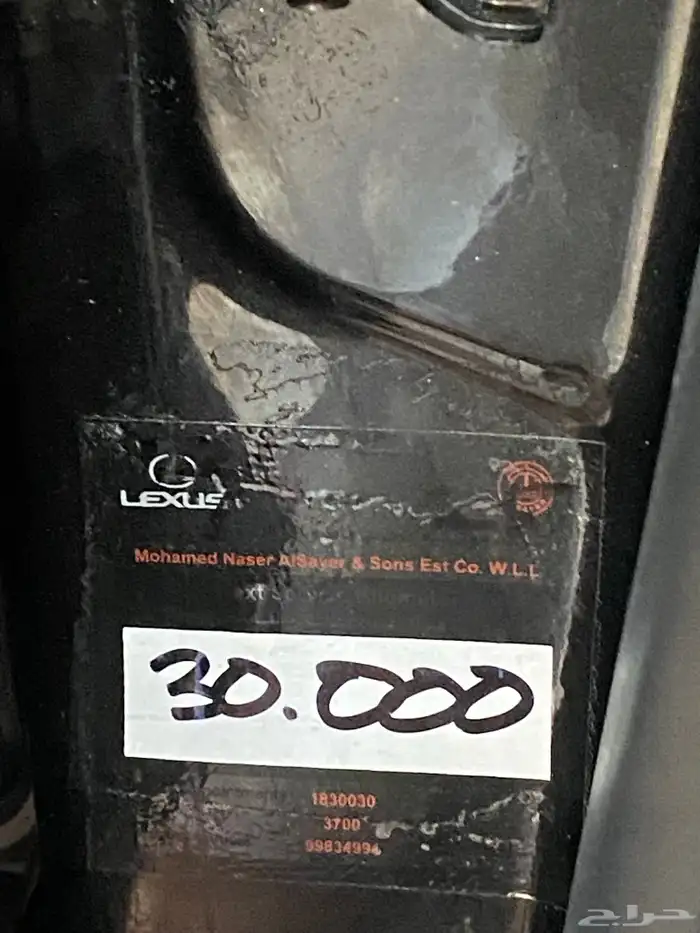 LEXUS
Mohamed Naser AlSayer & Sons Est Co. W.L.L
30.000
1830030
3700
99834994
حراج